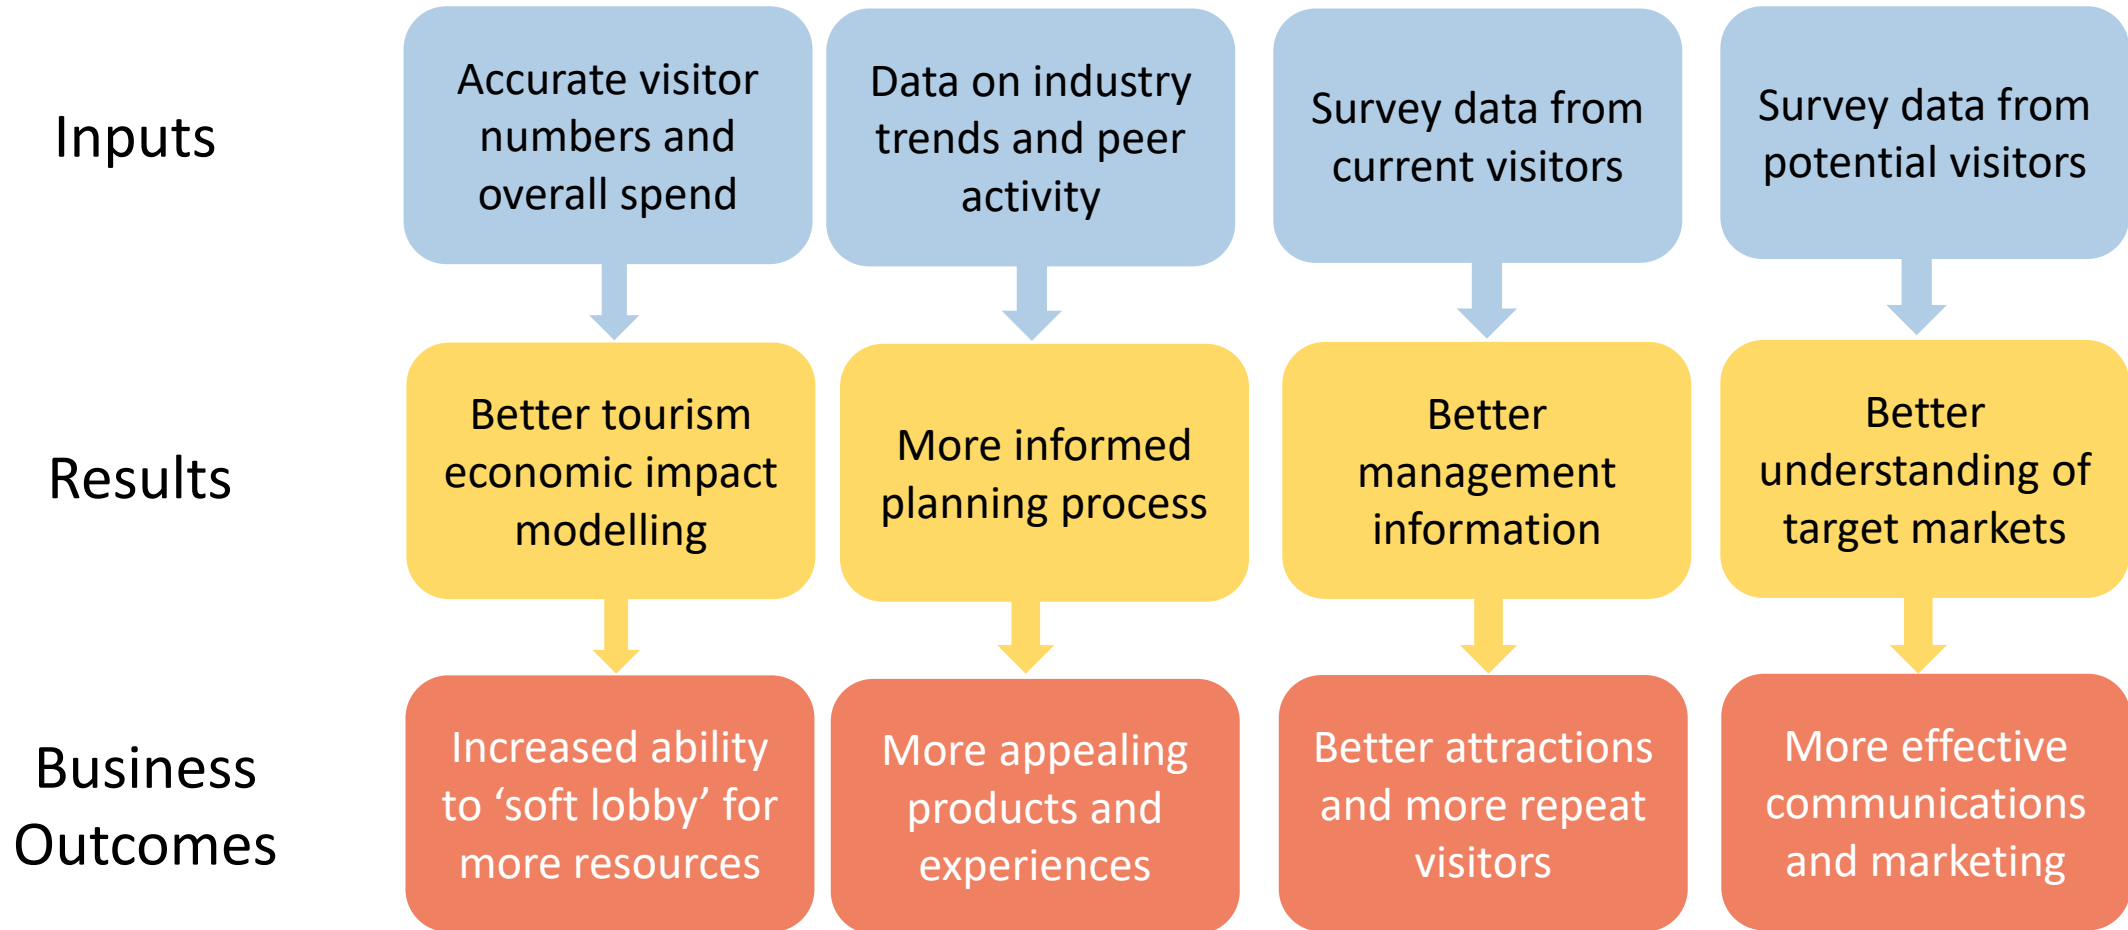 Inputs
Accurate visitor
numbers and
overall spend
Data on industry
trends and peer
activity
Survey data from
current visitors
Survey data from
potential visitors
Results
Better tourism
economic impact
modelling
More informed
planning process
Better
management
information
Better
understanding of
target markets
Business
Outcomes
Increased ability
to ‘soft lobby’ for
more resources
More appealing
products and
experiences
Better attractions
and more repeat
visitors
More effective
communications
and marketing